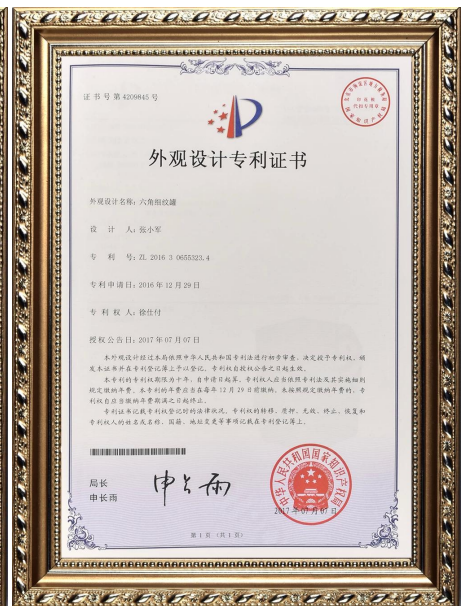 证书号第4209845号
外观设计专利证书
外观设计名称：六角细纹罐
设 计 人：张小军
专 利 号：ZL 2016 3 0655323.4
专利申请日：2016年12月29日
专 利 权 人：徐仕付
授权公告日：2017年07月07日
本外观设计经过本局依照中华人民共和国专利法进行初步审查，决定授予专利权，颁
发本证书并在专利登记簿上予以登记。专利权自授权公告之日起生效。
本专利的专利权期限为十年，自申请日起算。专利权人应当依照专利法及其实施细则
规定缴纳年费。本专利的年费应当在每年12月29日前缴纳。未按照规定缴纳年费的，专
利权自应当缴纳年费期满之日起终止。
专利证书记载专利权登记时的法律状况。专利权的转移、质押、无效、终止、恢复和
专利权人的姓名或名称、国籍、地址变更等事项记载在专利登记簿上。
局长
申长雨
申长雨
中华人民共和国国家知识产权局
2017年07月07日
第1页（共1页）